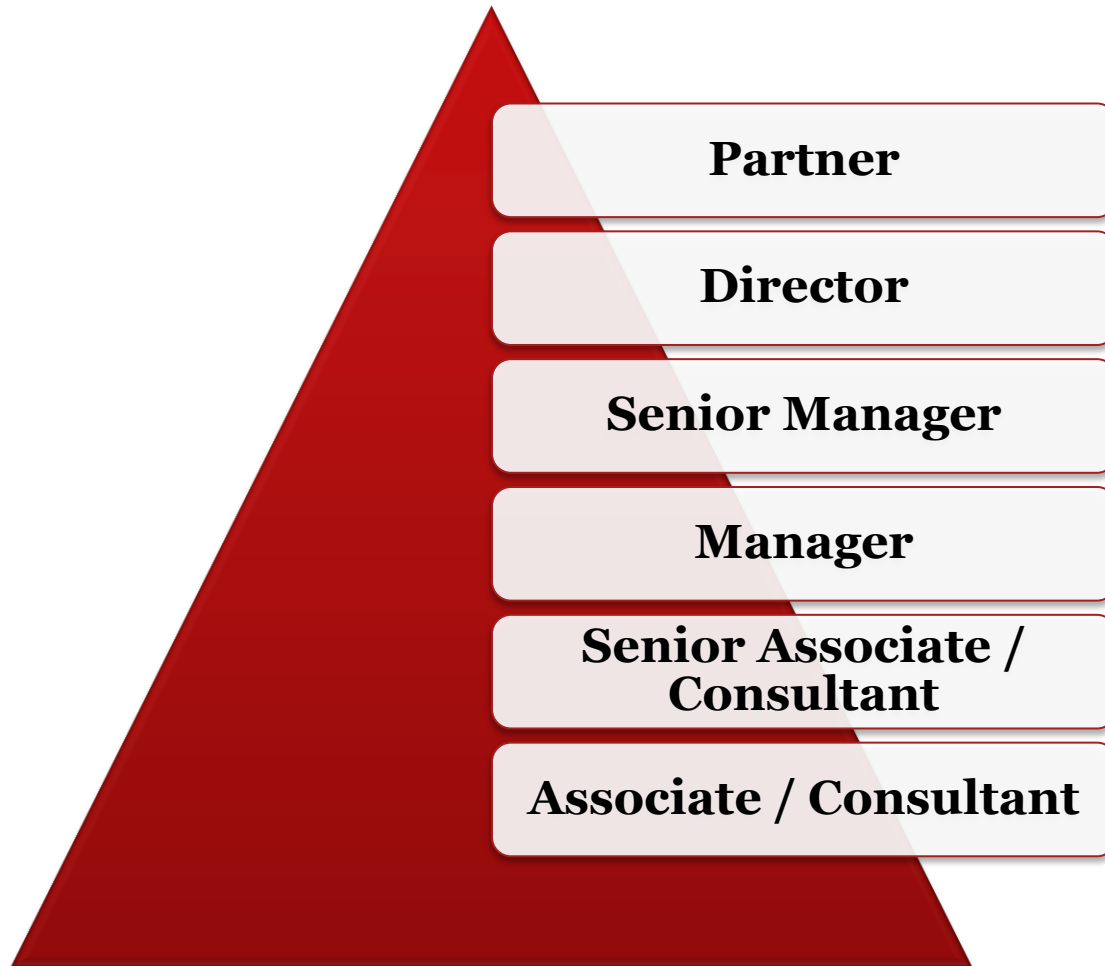 Partner
Director
Senior Manager
Manager
Senior Associate /
Consultant
Associate / Consultant